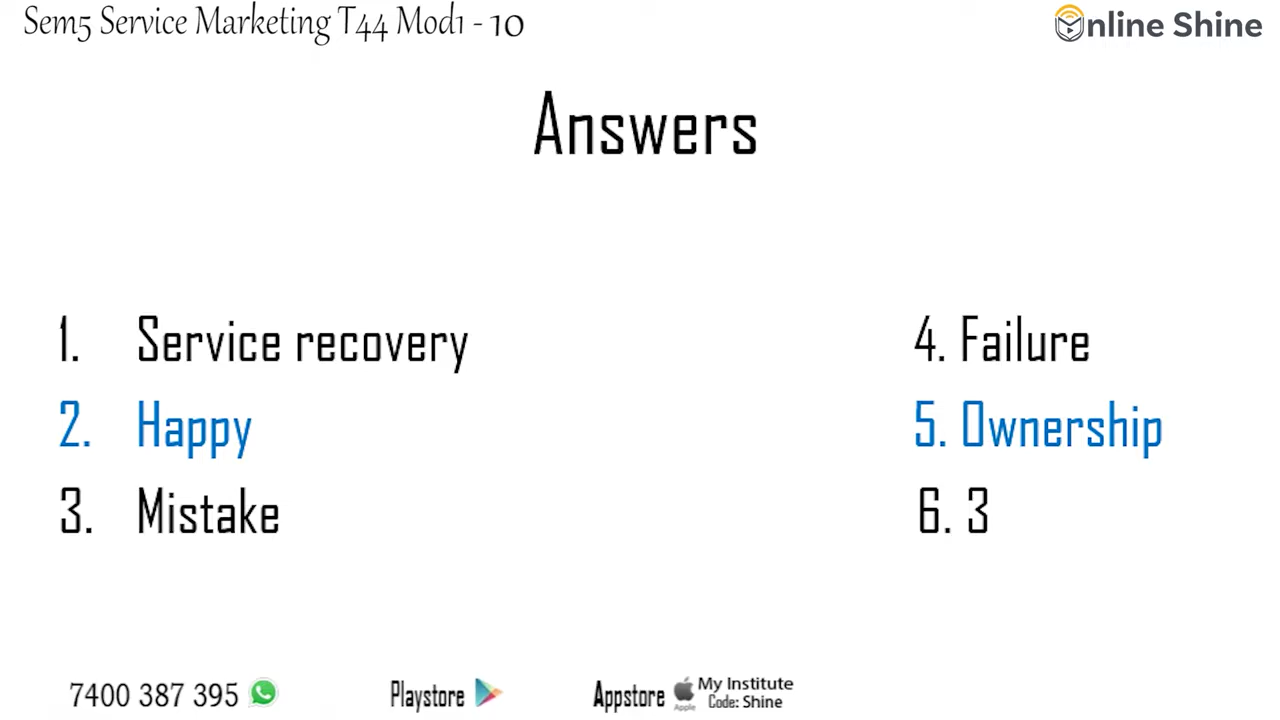 Sem5 Service Marketing T44 Mod1 - 10
Online Shine
Answers
1. Service recovery
2. Happy
3. Mistake
4. Failure
5. Ownership
6. 3
7400 387 395
Playstore
Appstore
Apple
My Institute
Code: Shine